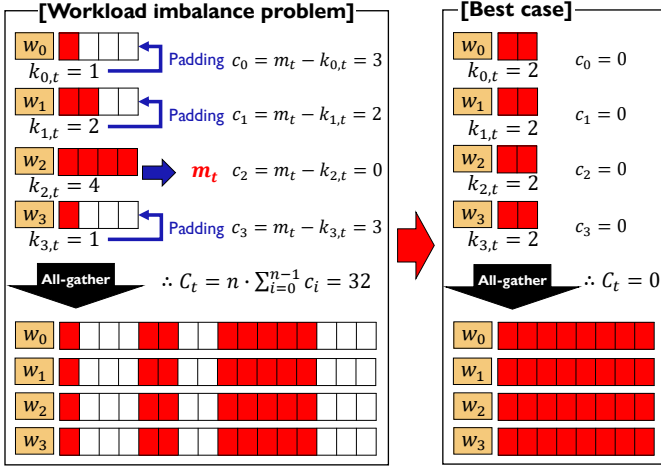 [Workload imbalance problem]
w₀
k₀,ₜ = 1
Padding c₀ = mₜ − k₀,ₜ = 3
w₁
k₁,ₜ = 2
Padding c₁ = mₜ − k₁,ₜ = 2
w₂
k₂,ₜ = 4
mₜ c₂ = mₜ − k₂,ₜ = 0
w₃
k₃,ₜ = 1
Padding c₃ = mₜ − k₃,ₜ = 3
All-gather
∴ Cₜ = n · ∑ᵢ₌₀ⁿ⁻¹ cᵢ = 32
w₀
w₁
w₂
w₃
[Best case]
w₀
k₀,ₜ = 2
c₀ = 0
w₁
k₁,ₜ = 2
c₁ = 0
w₂
k₂,ₜ = 2
c₂ = 0
w₃
k₃,ₜ = 2
c₃ = 0
All-gather
∴ Cₜ = 0
w₀
w₁
w₂
w₃